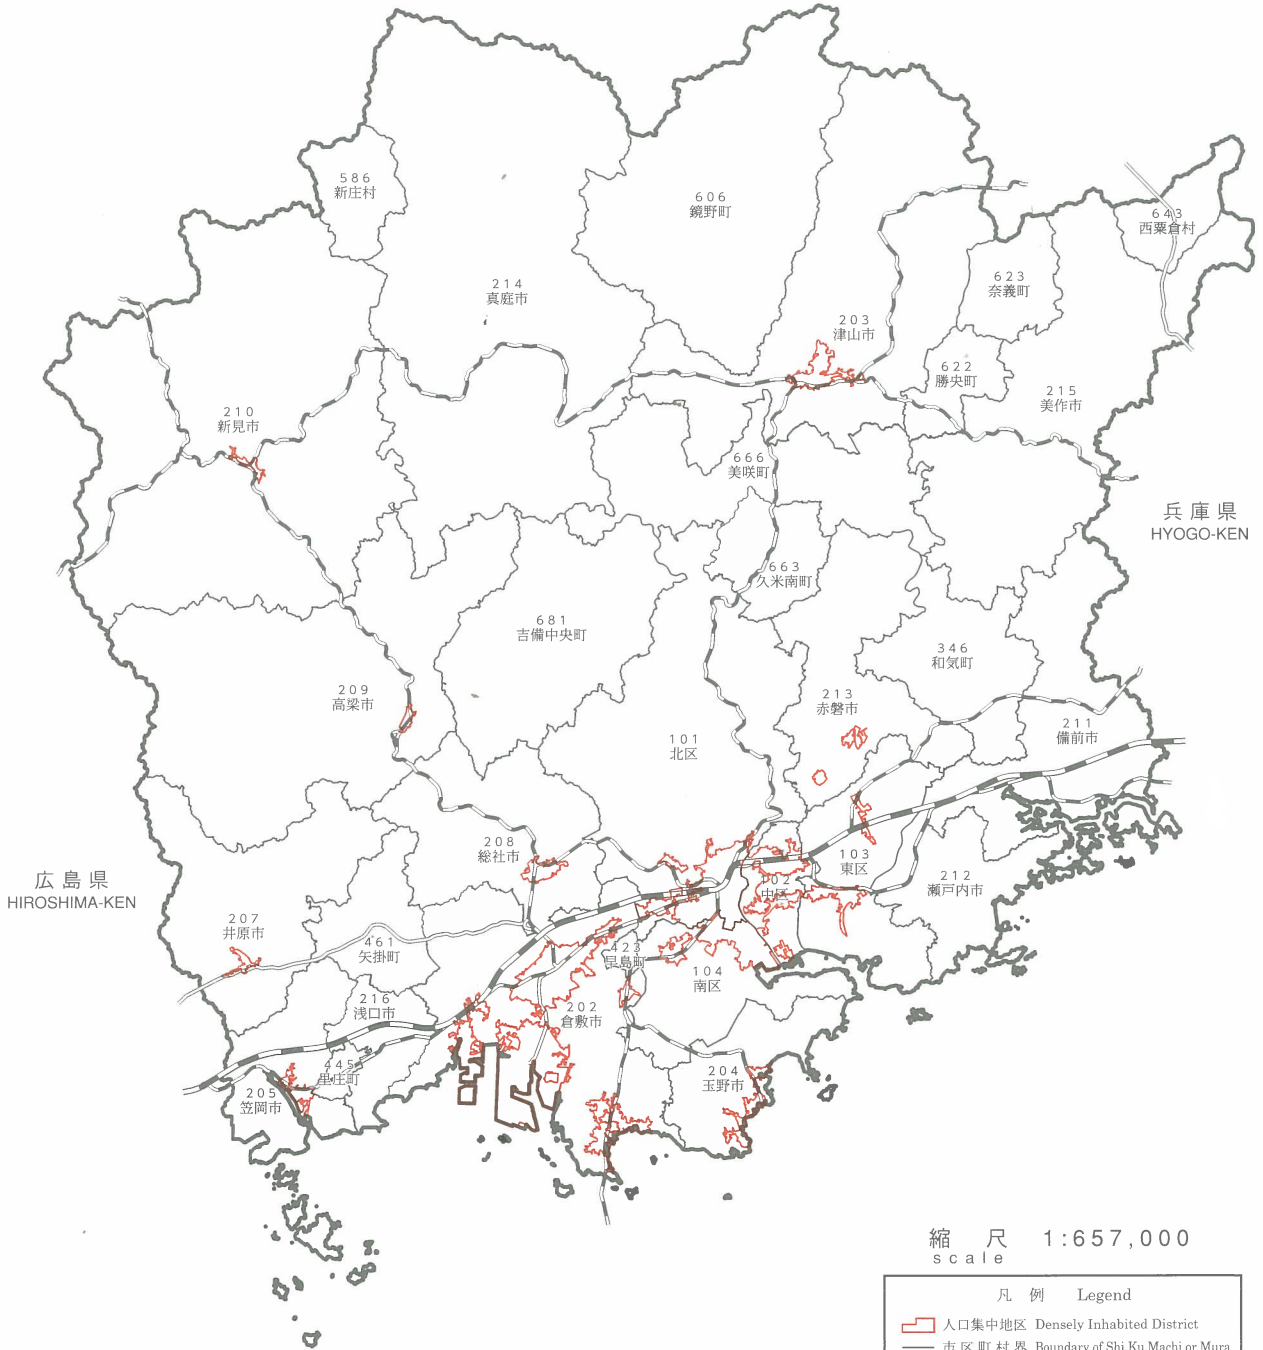 586
新庄村
606
鏡野町
643
西粟倉村
214
真庭市
623
奈義町
203
津山市
622
勝央町
215
美作市
210
新見市
666
美咲町
兵庫県
HYOGO-KEN
663
久米南町
681
吉備中央町
346
和気町
209
高梁市
213
赤磐市
211
備前市
101
北区
208
総社市
103
東区
102
中区
212
瀬戸内市
広島県
HIROSHIMA-KEN
207
井原市
461
矢掛町
423
早島町
104
南区
216
浅口市
202
倉敷市
445
里庄町
204
玉野市
205
笠岡市
縮 尺 1:657,000
scale
凡 例 Legend
人口集中地区 Densely Inhabited District
市区町村界 Boundary of Shi Ku Machi or Mura